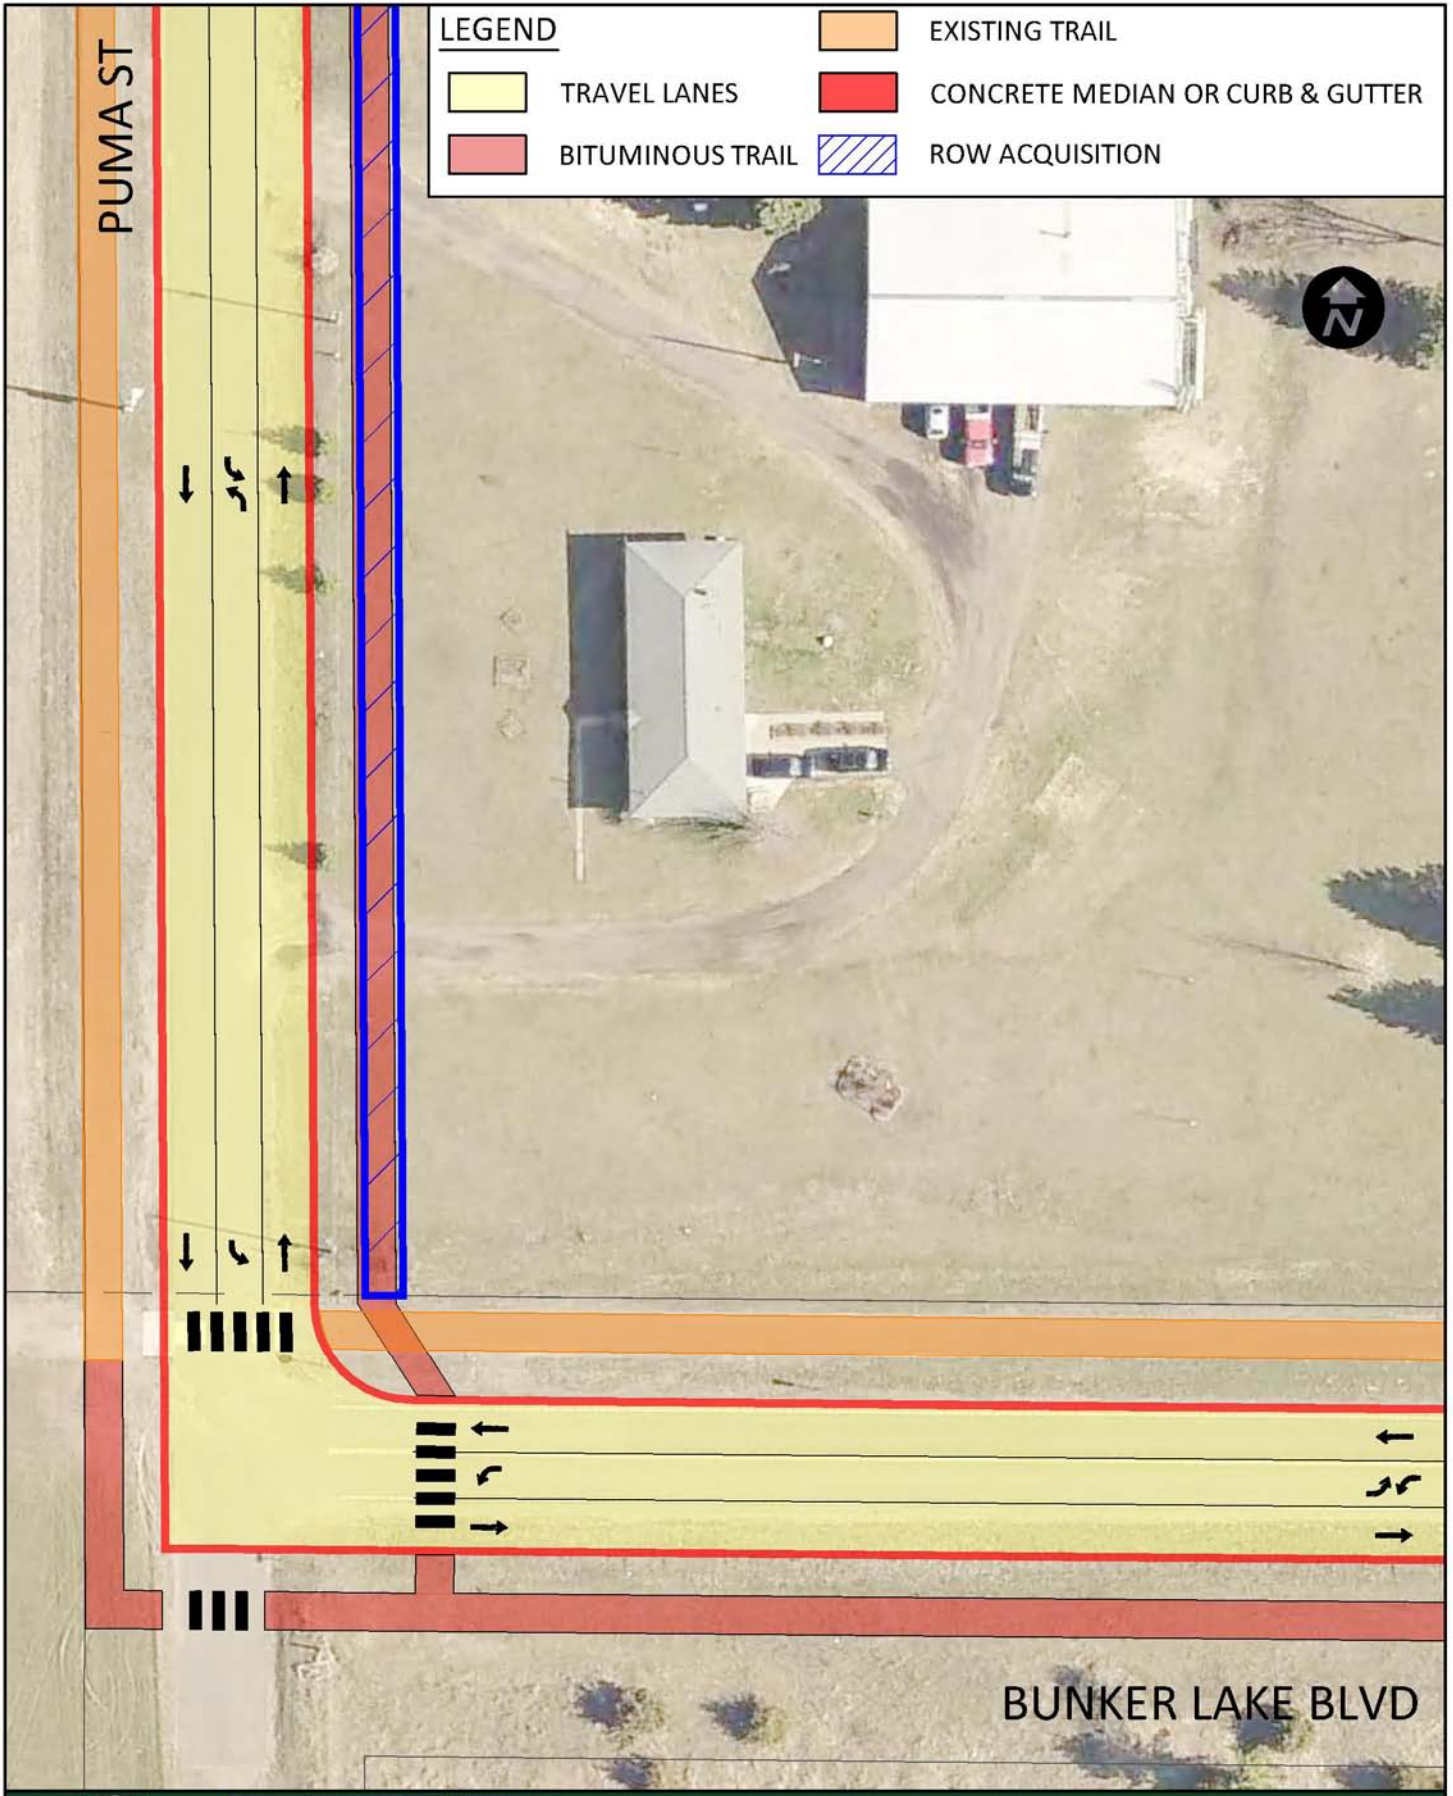 PUMA ST
LEGEND
EXISTING TRAIL
TRAVEL LANES
CONCRETE MEDIAN OR CURB & GUTTER
BITUMINOUS TRAIL
ROW ACQUISITION
N
BUNKER LAKE BLVD